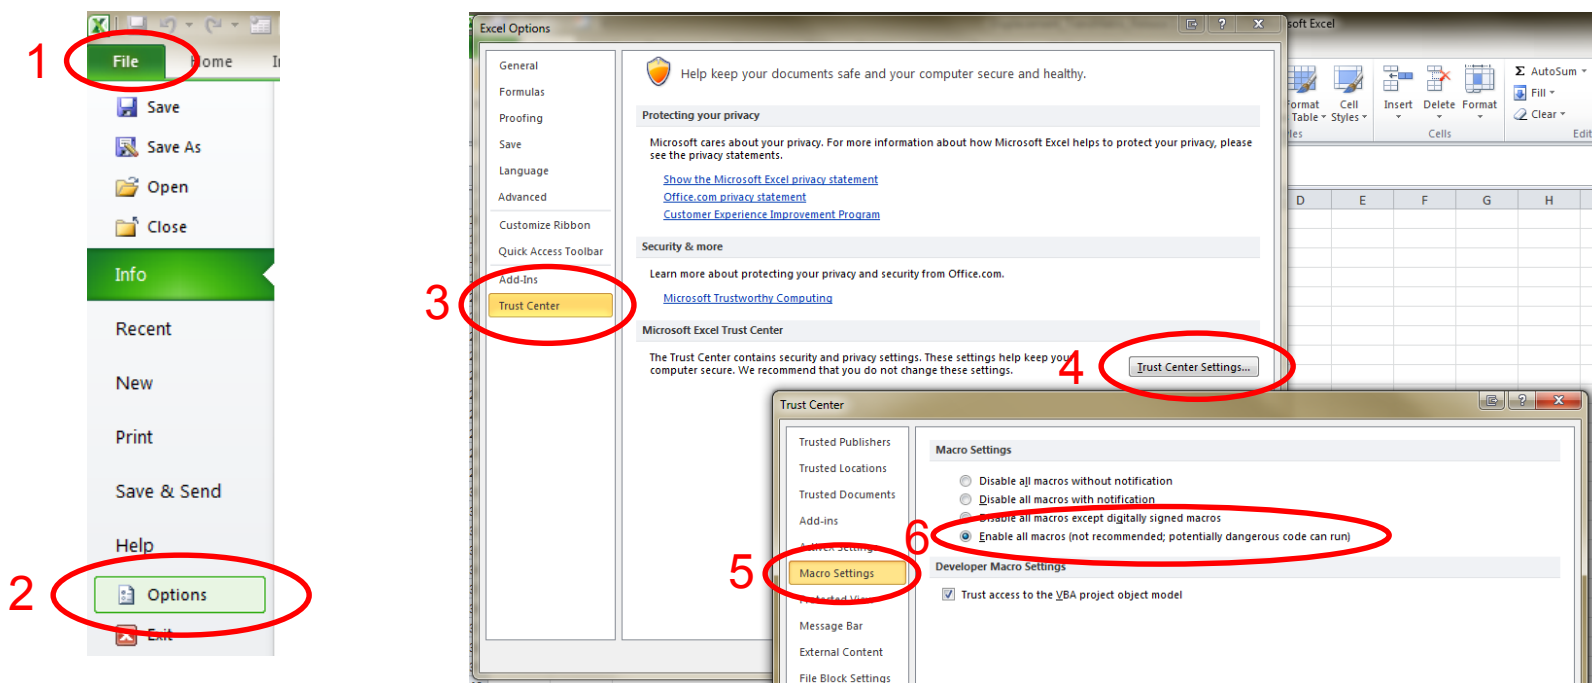 1
File
Home
Save
Save As
Open
Close
Info
Recent
New
Print
Save & Send
Help
2
Options
Exit
Excel Options
General
Formulas
Proofing
Save
Language
Advanced
Customize Ribbon
Quick Access Toolbar
Add-Ins
3
Trust Center
Help keep your documents safe and your computer secure and healthy.
Protecting your privacy
Microsoft cares about your privacy. For more information about how Microsoft Excel helps to protect your privacy, please
see the privacy statements.
Show the Microsoft Excel privacy statement
Office.com privacy statement
Customer Experience Improvement Program
Security & more
Learn more about protecting your privacy and security from Office.com.
Microsoft Trustworthy Computing
Microsoft Excel Trust Center
The Trust Center contains security and privacy settings. These settings help keep your
computer secure. We recommend that you do not change these settings.
4
Trust Center Settings...
soft Excel
Format Cell Insert Delete Format
Table Styles
Σ AutoSum
Fill
Clear
Cells
Edit
D E F G H
Trust Center
Trusted Publishers
Trusted Locations
Trusted Documents
Add-ins
ActiveX Settings
5
Macro Settings
Protected View
Message Bar
External Content
File Block Settings
Macro Settings
Disable all macros without notification
Disable all macros with notification
Disable all macros except digitally signed macros
6
Enable all macros (not recommended; potentially dangerous code can run)
Developer Macro Settings
Trust access to the VBA project object model